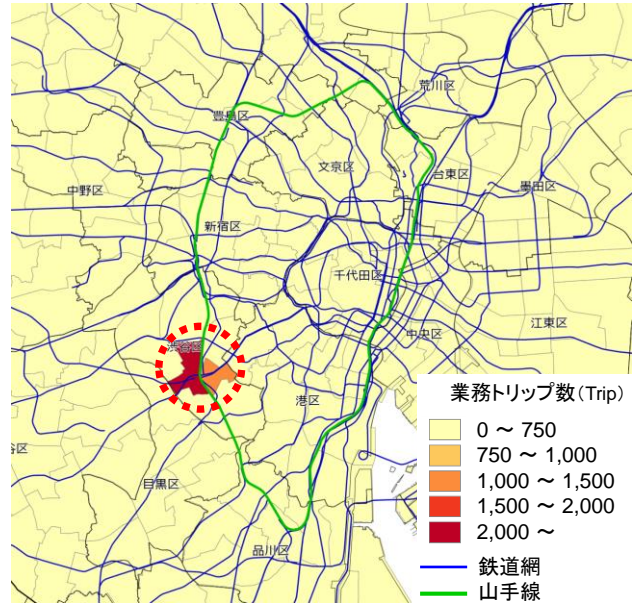 荒川区
豊島区
文京区
台東区
墨田区
中野区
新宿区
千代田区
江東区
中央区
渋谷区
港区
谷区
目黒区
品川区
業務トリップ数(Trip)
0 ～ 750
750 ～ 1,000
1,000 ～ 1,500
1,500 ～ 2,000
2,000 ～
鉄道網
山手線